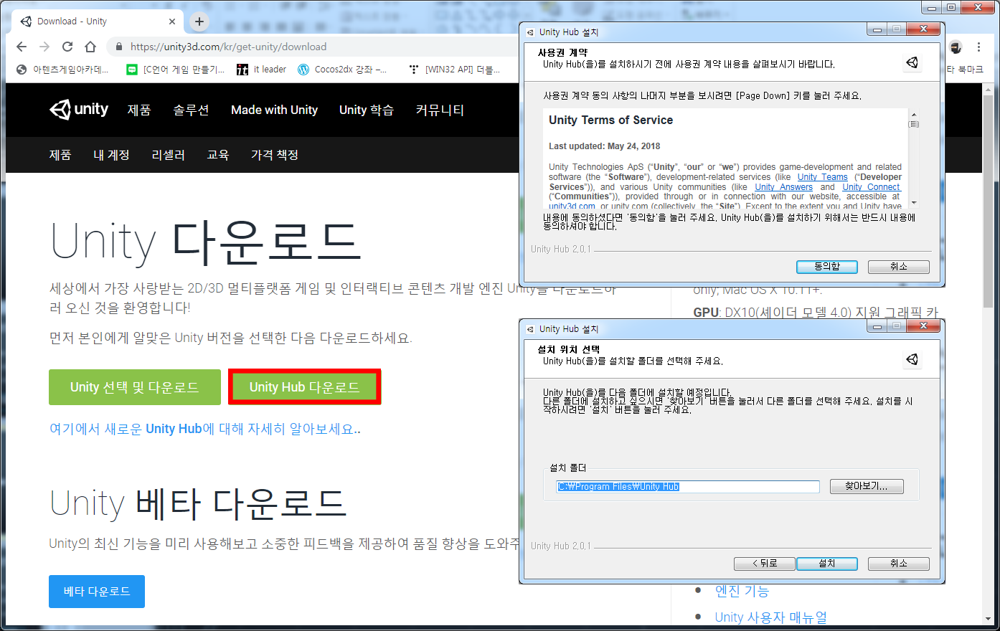 Download - Unity
https://unity3d.com/kr/get-unity/download
아텐츠게임아카데...
[C언어 게임 만들기...
it leader
Cocos2dx 강좌 –...
[WIN32 API] 더블...
타 북마크
unity
제품
솔루션
Made with Unity
Unity 학습
커뮤니티
제품
내 계정
리셀러
교육
가격 책정
Unity 다운로드
세상에서 가장 사랑받는 2D/3D 멀티플랫폼 게임 및 인터랙티브 콘텐츠 개발 엔진 Unity를 다운로드하
러 오신 것을 환영합니다!
먼저 본인에게 알맞은 Unity 버전을 선택한 다음 다운로드하세요.
Unity 선택 및 다운로드
Unity Hub 다운로드
여기에서 새로운 Unity Hub에 대해 자세히 알아보세요..
Unity 베타 다운로드
Unity의 최신 기능을 미리 사용해보고 소중한 피드백을 제공하여 품질 향상을 도와주
베타 다운로드
Unity Hub 설치
사용권 계약
Unity Hub(을)를 설치하시기 전에 사용권 계약 내용을 살펴보시기 바랍니다.
사용권 계약 동의 사항의 나머지 부분을 보시려면 [Page Down] 키를 눌러 주세요.
Unity Terms of Service
Last updated: May 24, 2018
Unity Technologies ApS (“Unity”, “our” or “we”) provides game-development and related
software (the “Software”), development-related services (like Unity Teams (“Developer
Services”)), and various Unity communities (like Unity Answers and Unity Connect
(“Communities”)), provided through or in connection with our website, accessible at
unity3d.com or unity.com (collectively, the “Site”). Except to the extent you and Unity have
내용에 동의하셨다면 '동의함'을 눌러 주세요. Unity Hub(을)를 설치하기 위해서는 반드시 내용에
동의하셔야 합니다.
Unity Hub 2.0.1
동의함
취소
only; Mac OS X 10.11+.
GPU: DX10(셰이더 모델 4.0) 지원 그래픽 카
Unity Hub 설치
설치 위치 선택
Unity Hub(을)를 설치할 폴더를 선택해 주세요.
Unity Hub(을)를 다음 폴더에 설치할 예정입니다.
다른 폴더에 설치하고 싶으시면 '찾아보기' 버튼을 눌러서 다른 폴더를 선택해 주세요. 설치를 시
작하시려면 '설치' 버튼을 눌러 주세요.
설치 폴더
C:₩Program Files₩Unity Hub
찾아보기...
Unity Hub 2.0.1
< 뒤로
설치
취소
엔진 기능
Unity 사용자 매뉴얼